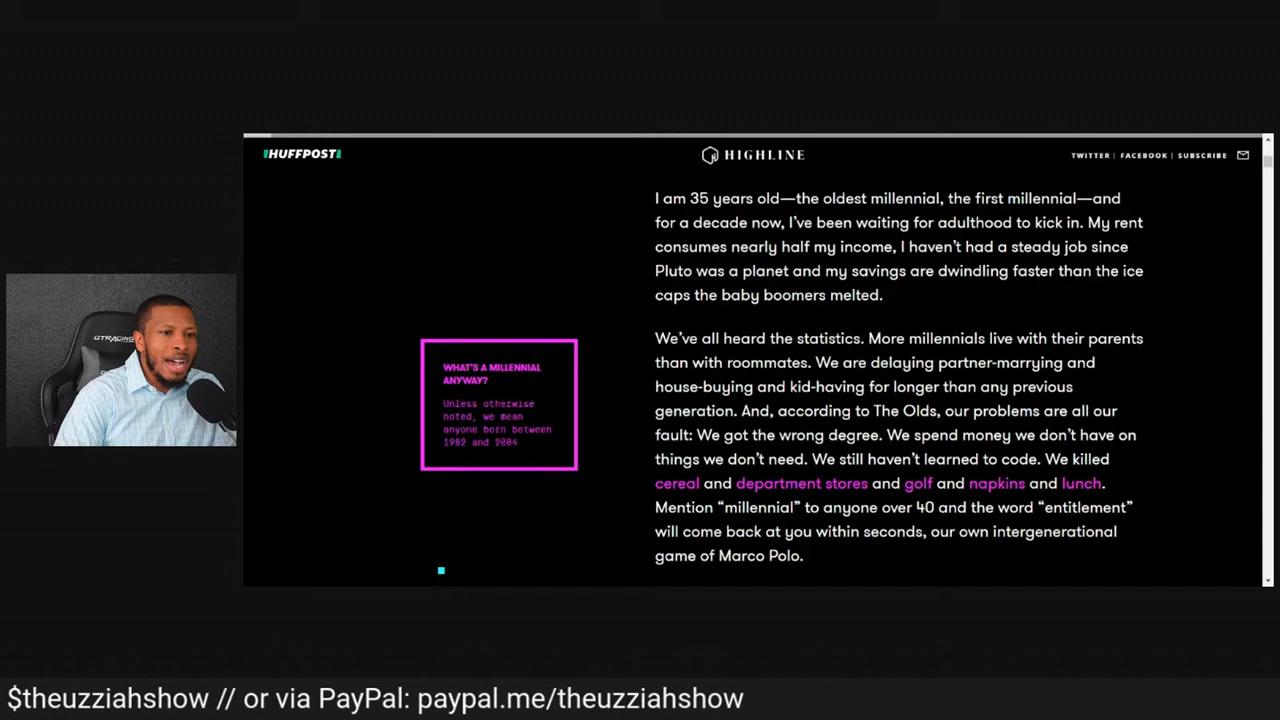 HUFFPOST
HIGHLINE
TWITTER | FACEBOOK | SUBSCRIBE
I am 35 years old—the oldest millennial, the first millennial—and
for a decade now, I've been waiting for adulthood to kick in. My rent
consumes nearly half my income, I haven't had a steady job since
Pluto was a planet and my savings are dwindling faster than the ice
caps the baby boomers melted.
GTRACING
WHAT'S A MILLENNIAL
ANYWAY?
Unless otherwise
noted, we mean
anyone born between
1982 and 2004
We've all heard the statistics. More millennials live with their parents
than with roommates. We are delaying partner-marrying and
house-buying and kid-having for longer than any previous
generation. And, according to The Olds, our problems are all our
fault: We got the wrong degree. We spend money we don't have on
things we don't need. We still haven't learned to code. We killed
cereal and department stores and golf and napkins and lunch.
Mention “millennial” to anyone over 40 and the word “entitlement”
will come back at you within seconds, our own intergenerational
game of Marco Polo.
$theuzziahshow // or via PayPal: paypal.me/theuzziahshow